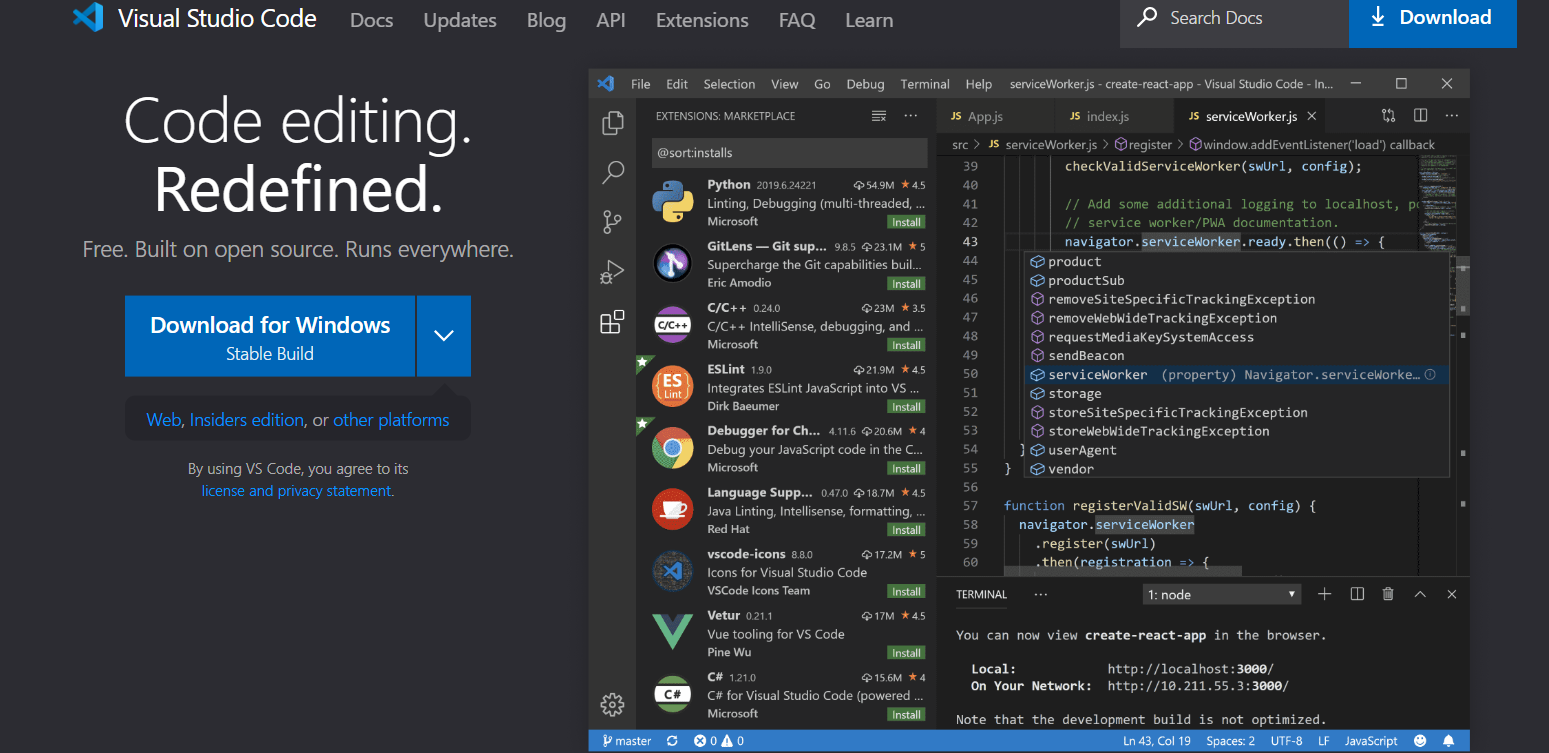 Visual Studio Code Docs Updates Blog API Extensions FAQ Learn Search Docs Download
Code editing.
Redefined.
Free. Built on open source. Runs everywhere.
Download for Windows
Stable Build
Web, Insiders edition, or other platforms
By using VS Code, you agree to its
license and privacy statement.
File Edit Selection View Go Debug Terminal Help serviceWorker.js - create-react-app - Visual Studio Code - In...
EXTENSIONS: MARKETPLACE
@sort:installs
Python 2019.6.24221 54.9M 4.5
Linting, Debugging (multi-threaded, ...
Microsoft Install
GitLens — Git sup... 9.8.5 23.1M 5
Supercharge the Git capabilities buil...
Eric Amodio Install
C/C++ 0.24.0 23M 3.5
C/C++
C/C++ IntelliSense, debugging, and ...
Microsoft Install
ESLint 1.9.0 21.9M 4.5
ES
Lint
Integrates ESLint JavaScript into VS ...
Dirk Baeumer Install
Debugger for Ch... 4.11.6 20.6M 4
Debug your JavaScript code in the C...
Microsoft Install
Language Supp... 0.47.0 18.7M 4.5
Java Linting, Intellisense, formatting, ...
Red Hat Install
vscode-icons 8.8.0 17.2M 5
Icons for Visual Studio Code
VSCode Icons Team Install
Vetur 0.21.1 17M 4.5
Vue tooling for VS Code
Pine Wu Install
C# 1.21.0 15.6M 4
C#
C# for Visual Studio Code (powered ...
Microsoft Install
JS App.js JS index.js JS serviceWorker.js
src > JS serviceWorker.js > register > window.addEventListener('load') callback
39 checkValidServiceWorker(swUrl, config);
40
41 // Add some additional logging to localhost, po
42 // service worker/PWA documentation.
43 navigator.serviceWorker.ready.then(() => {
44 product
45 productSub
46 removeSiteSpecificTrackingException
47 removeWebWideTrackingException
48 requestMediaKeySystemAccess
49 sendBeacon
50 serviceWorker (property) Navigator.serviceWorke...
51 storage
52 storeSiteSpecificTrackingException
53 storeWebWideTrackingException
54 } userAgent
55 } vendor
56
57 function registerValidSW(swUrl, config) {
58 navigator.serviceWorker
59 .register(swUrl)
60 .then(registration => {
TERMINAL ... 1: node
You can now view create-react-app in the browser.
Local: http://localhost:3000/
On Your Network: http://10.211.55.3:3000/
Note that the development build is not optimized.
master 0 0 Ln 43, Col 19 Spaces: 2 UTF-8 LF JavaScript